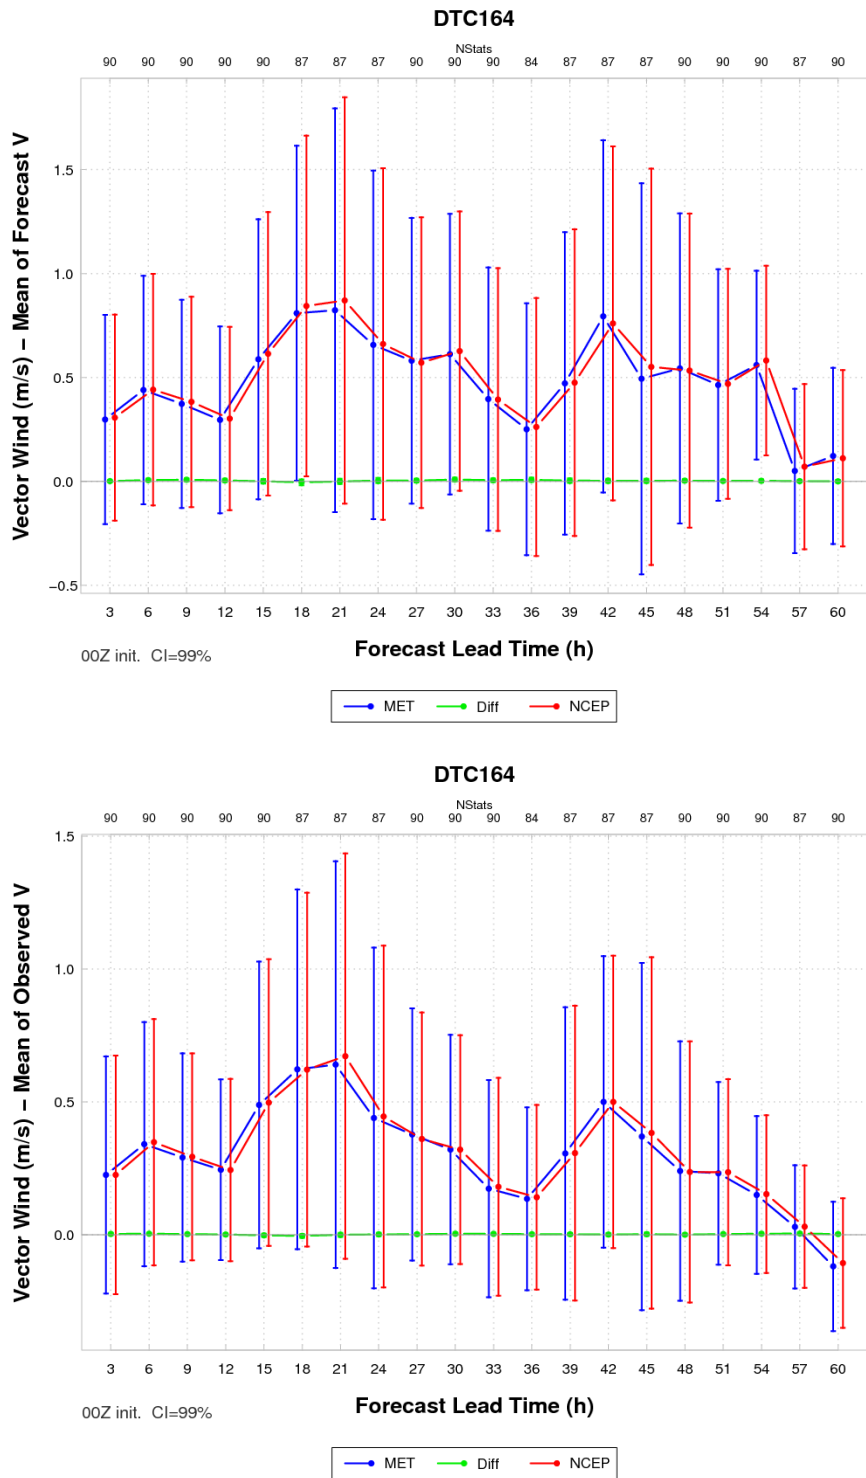 DTC164
NStats
90 90 90 90 90 87 87 87 90 90 90 84 87 87 87 90 90 90 87 90
Vector Wind (m/s) – Mean of Forecast V
1.5
1.0
0.5
0.0
−0.5
3 6 9 12 15 18 21 24 27 30 33 36 39 42 45 48 51 54 57 60
Forecast Lead Time (h)
00Z init. CI=99%
MET Diff NCEP
DTC164
NStats
90 90 90 90 90 87 87 87 90 90 90 84 87 87 87 90 90 90 87 90
Vector Wind (m/s) – Mean of Observed V
1.5
1.0
0.5
0.0
3 6 9 12 15 18 21 24 27 30 33 36 39 42 45 48 51 54 57 60
Forecast Lead Time (h)
00Z init. CI=99%
MET Diff NCEP